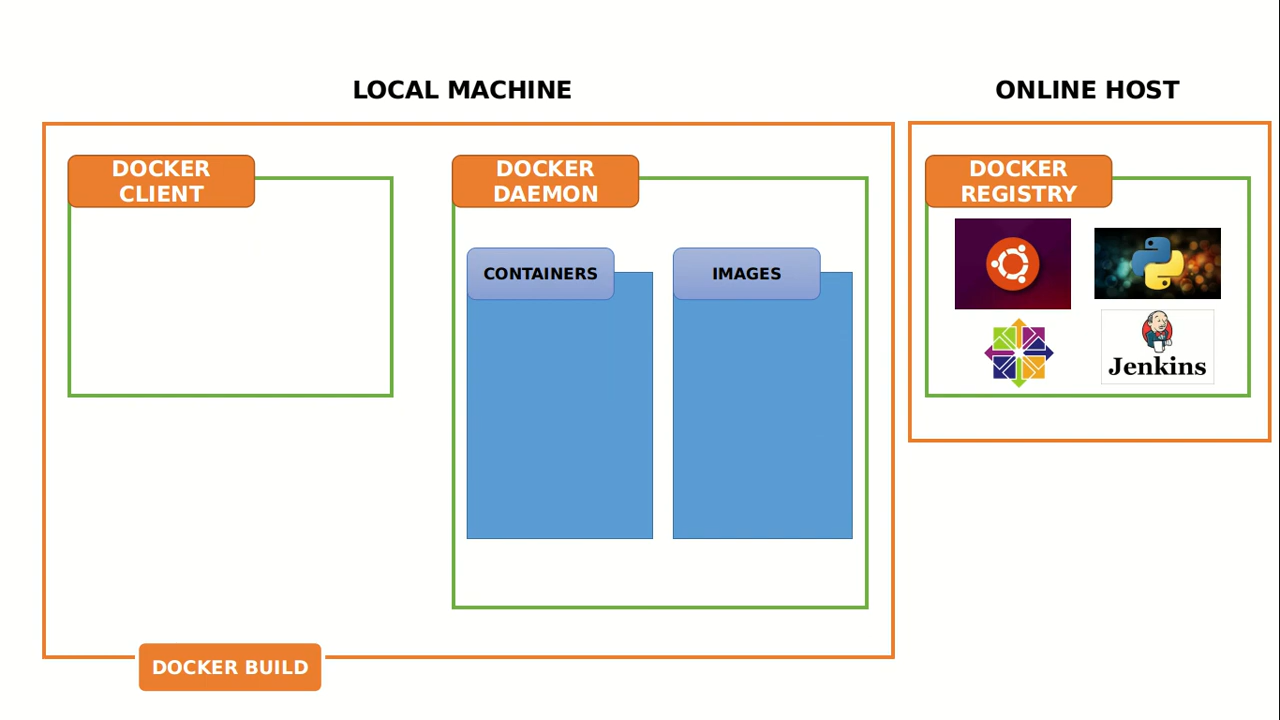 LOCAL MACHINE
ONLINE HOST
DOCKER
CLIENT
DOCKER
DAEMON
DOCKER
REGISTRY
CONTAINERS
IMAGES
Jenkins
DOCKER BUILD